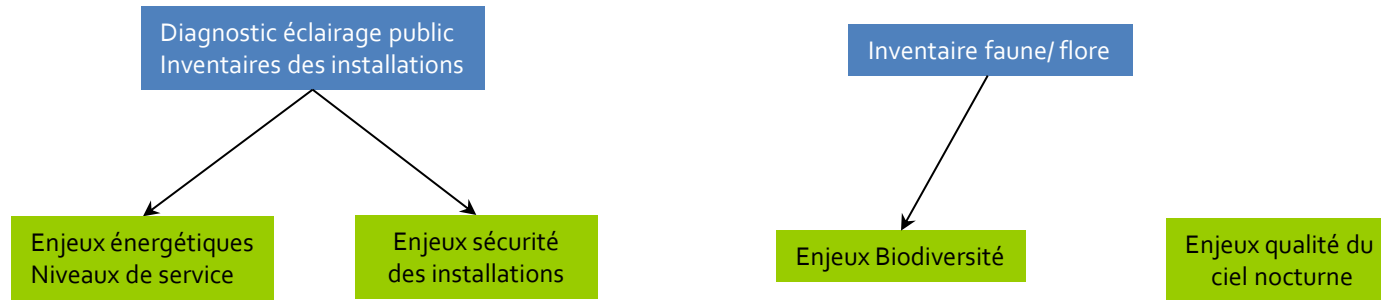 Diagnostic éclairage public
Inventaires des installations
Inventaire faune/ flore
Enjeux énergétiques
Niveaux de service
Enjeux sécurité
des installations
Enjeux Biodiversité
Enjeux qualité du
ciel nocturne